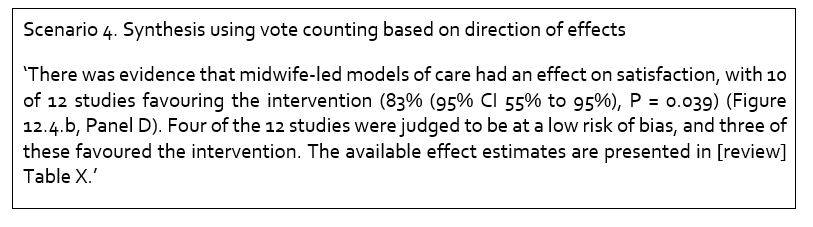 Scenario 4. Synthesis using vote counting based on direction of effects
‘There was evidence that midwife-led models of care had an effect on satisfaction, with 10
of 12 studies favouring the intervention (83% (95% CI 55% to 95%), P = 0.039) (Figure
12.4.b, Panel D). Four of the 12 studies were judged to be at a low risk of bias, and three of
these favoured the intervention. The available effect estimates are presented in [review]
Table X.’